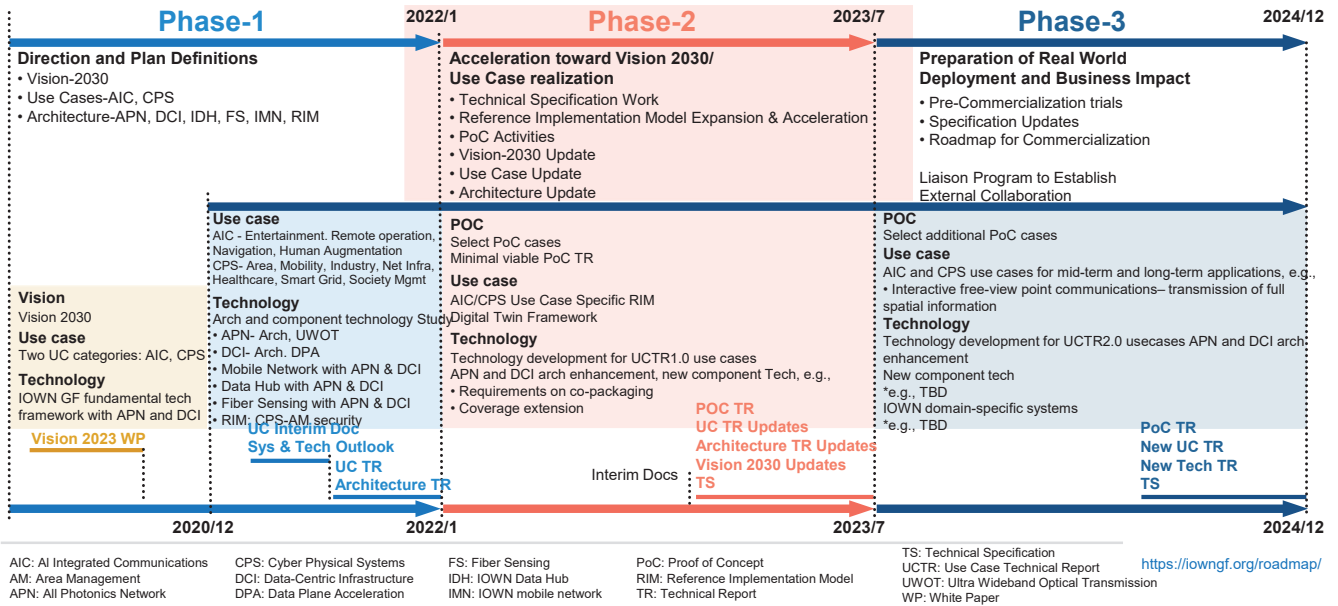 Phase-1
2022/1
Phase-2
2023/7
Phase-3
2024/12
Direction and Plan Definitions
• Vision-2030
• Use Cases-AIC, CPS
• Architecture-APN, DCI, IDH, FS, IMN, RIM
Acceleration toward Vision 2030/
Use Case realization
• Technical Specification Work
• Reference Implementation Model Expansion & Acceleration
• PoC Activities
• Vision-2030 Update
• Use Case Update
• Architecture Update
Preparation of Real World
Deployment and Business Impact
• Pre-Commercialization trials
• Specification Updates
• Roadmap for Commercialization
Liaison Program to Establish
External Collaboration
Vision
Vision 2030
Use case
Two UC categories: AIC, CPS
Technology
IOWN GF fundamental tech
framework with APN and DCI
Vision 2023 WP
Use case
AIC - Entertainment. Remote operation,
Navigation, Human Augmentation
CPS- Area, Mobility, Industry, Net Infra,
Healthcare, Smart Grid, Society Mgmt
Technology
Arch and component technology Study
• APN- Arch, UWOT
• DCI- Arch. DPA
• Mobile Network with APN & DCI
• Data Hub with APN & DCI
• Fiber Sensing with APN & DCI
• RIM: CPS-AM security
UC Interim Doc
Sys & Tech Outlook
UC TR
Architecture TR
POC
Select PoC cases
Minimal viable PoC TR
Use case
AIC/CPS Use Case Specific RIM
Digital Twin Framework
Technology
Technology development for UCTR1.0 use cases
APN and DCI arch enhancement, new component Tech, e.g.,
• Requirements on co-packaging
• Coverage extension
Interim Docs
POC TR
UC TR Updates
Architecture TR Updates
Vision 2030 Updates
TS
POC
Select additional PoC cases
Use case
AIC and CPS use cases for mid-term and long-term applications, e.g.,
• Interactive free-view point communications– transmission of full
spatial information
Technology
Technology development for UCTR2.0 usecases APN and DCI arch
enhancement
New component tech
*e.g., TBD
IOWN domain-specific systems
*e.g., TBD
PoC TR
New UC TR
New Tech TR
TS
2020/12
2022/1
2023/7
2024/12
AIC: AI Integrated Communications
AM: Area Management
APN: All Photonics Network
CPS: Cyber Physical Systems
DCI: Data-Centric Infrastructure
DPA: Data Plane Acceleration
FS: Fiber Sensing
IDH: IOWN Data Hub
IMN: IOWN mobile network
PoC: Proof of Concept
RIM: Reference Implementation Model
TR: Technical Report
TS: Technical Specification
UCTR: Use Case Technical Report
UWOT: Ultra Wideband Optical Transmission
WP: White Paper
https://iowngf.org/roadmap/